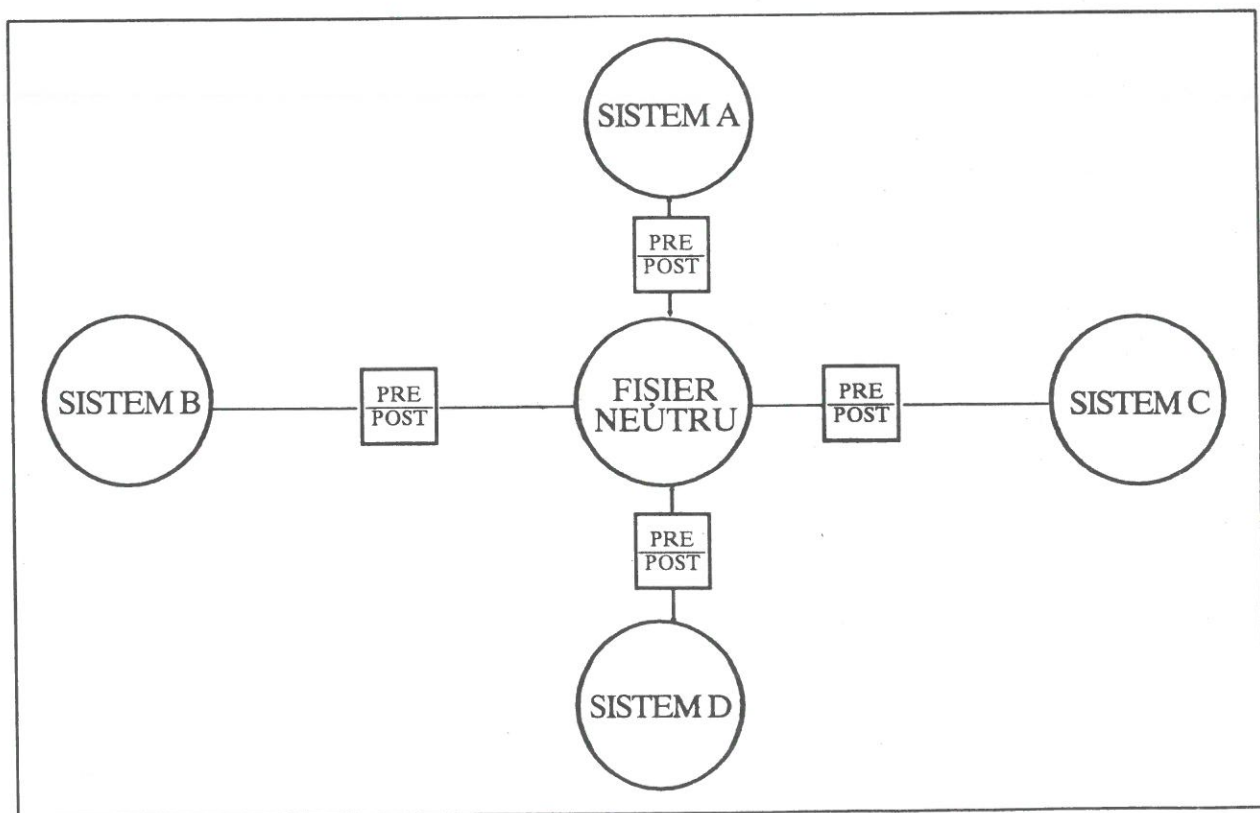 SISTEM A
PRE
POST
SISTEM B
PRE
POST
FIȘIER
NEUTRU
PRE
POST
SISTEM C
PRE
POST
SISTEM D